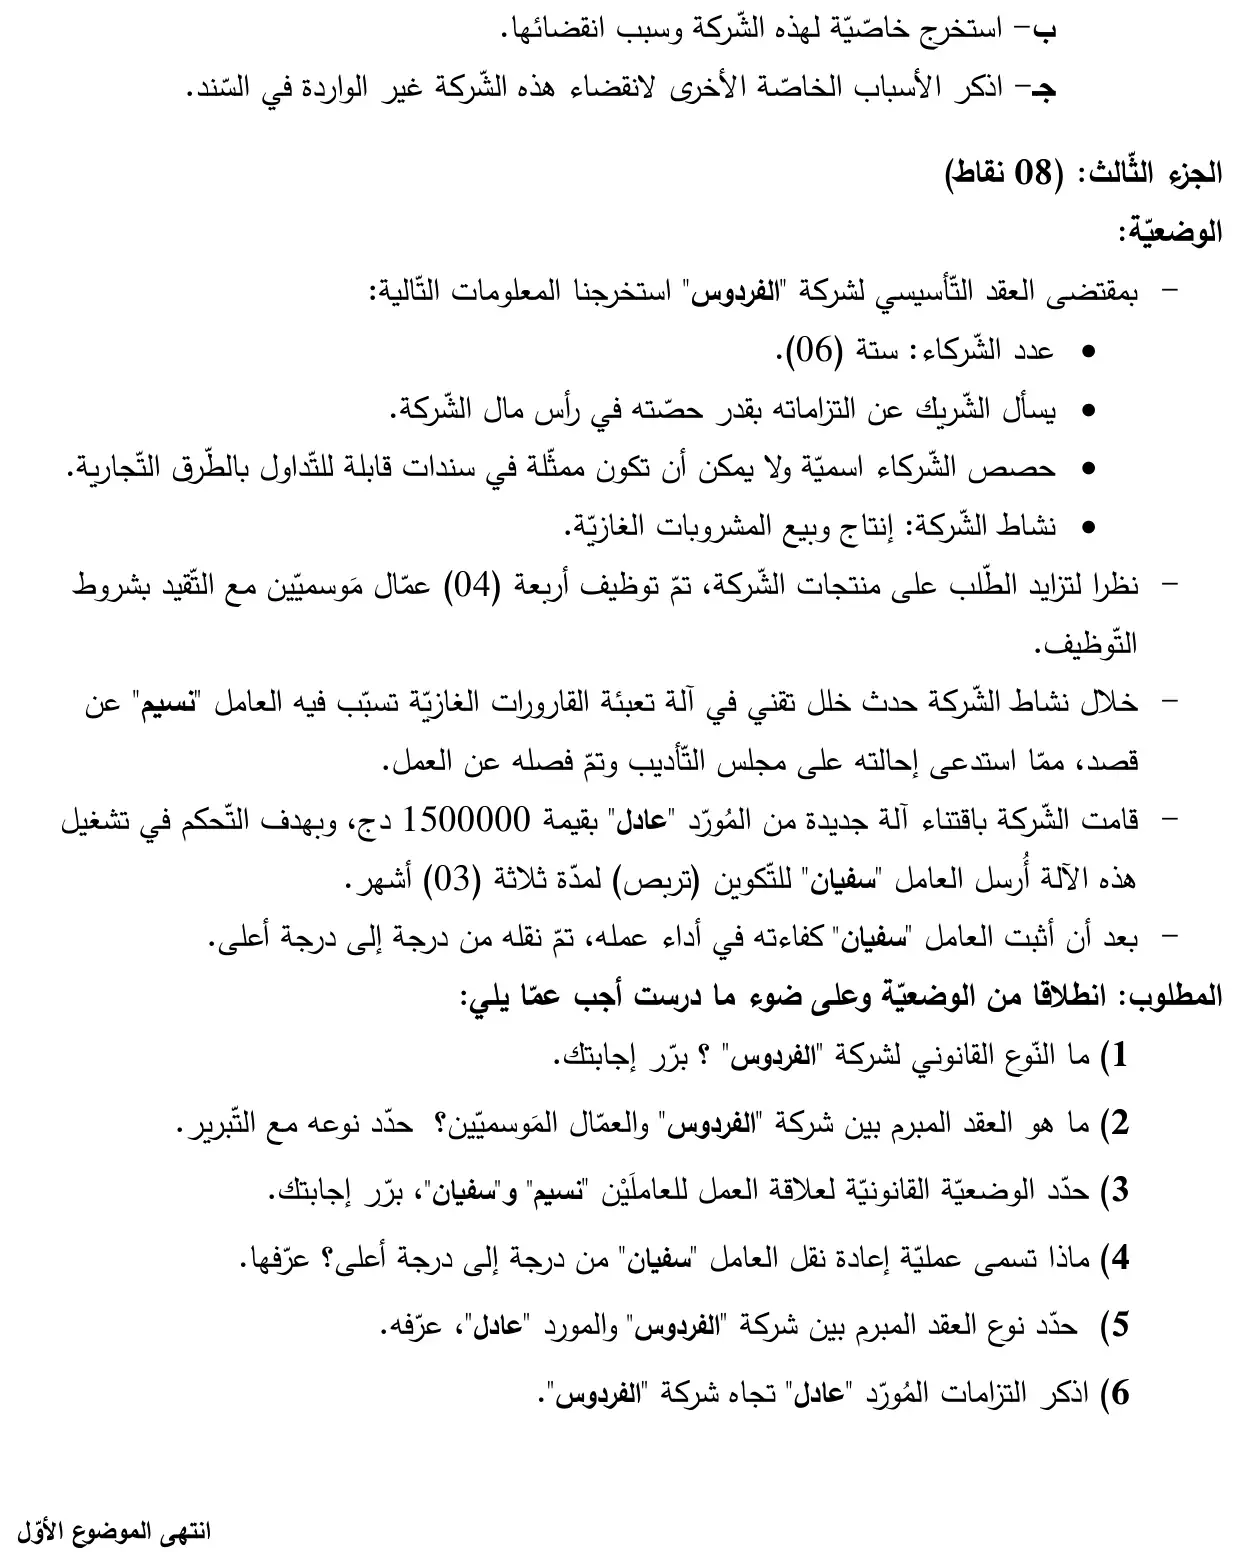 ب- استخرج خاصّيّة لهذه الشّركة وسبب انقضائها.
جـ- اذكر الأسباب الخاصّة الأخرى لانقضاء هذه الشّركة غير الواردة في السّند.
الجزء الثّالث: (08 نقاط)
الوضعيّة:
- بمقتضى العقد التّأسيسي لشركة "الفردوس" استخرجنا المعلومات التّالية:
• عدد الشّركاء: ستة (06).
• يسأل الشّريك عن التزاماته بقدر حصّته في رأس مال الشّركة.
• حصص الشّركاء اسميّة ولا يمكن أن تكون ممثّلة في سندات قابلة للتّداول بالطّرق التّجارية.
• نشاط الشّركة: إنتاج وبيع المشروبات الغازيّة.
- نظرا لتزايد الطّلب على منتجات الشّركة، تمّ توظيف أربعة (04) عمّال مَوسميّين مع التّقيد بشروط
التّوظيف.
- خلال نشاط الشّركة حدث خلل تقني في آلة تعبئة القارورات الغازيّة تسبّب فيه العامل "نسيم" عن
قصد، ممّا استدعى إحالته على مجلس التّأديب وتمّ فصله عن العمل.
- قامت الشّركة باقتناء آلة جديدة من المُورّد "عادل" بقيمة 1500000 دج، وبهدف التّحكم في تشغيل
هذه الآلة أُرسل العامل "سفيان" للتّكوين (تربص) لمدّة ثلاثة (03) أشهر.
- بعد أن أثبت العامل "سفيان" كفاءته في أداء عمله، تمّ نقله من درجة إلى درجة أعلى.
المطلوب: انطلاقا من الوضعيّة وعلى ضوء ما درست أجب عمّا يلي:
1) ما النّوع القانوني لشركة "الفردوس" ؟ برّر إجابتك.
2) ما هو العقد المبرم بين شركة "الفردوس" والعمّال المَوسميّين؟ حدّد نوعه مع التّبرير.
3) حدّد الوضعيّة القانونيّة لعلاقة العمل للعاملَيْن "نسيم" و"سفيان"، برّر إجابتك.
4) ماذا تسمى عمليّة إعادة نقل العامل "سفيان" من درجة إلى درجة أعلى؟ عرّفها.
5) حدّد نوع العقد المبرم بين شركة "الفردوس" والمورد "عادل"، عرّفه.
6) اذكر التزامات المُورّد "عادل" تجاه شركة "الفردوس".
انتهى الموضوع الأوّل